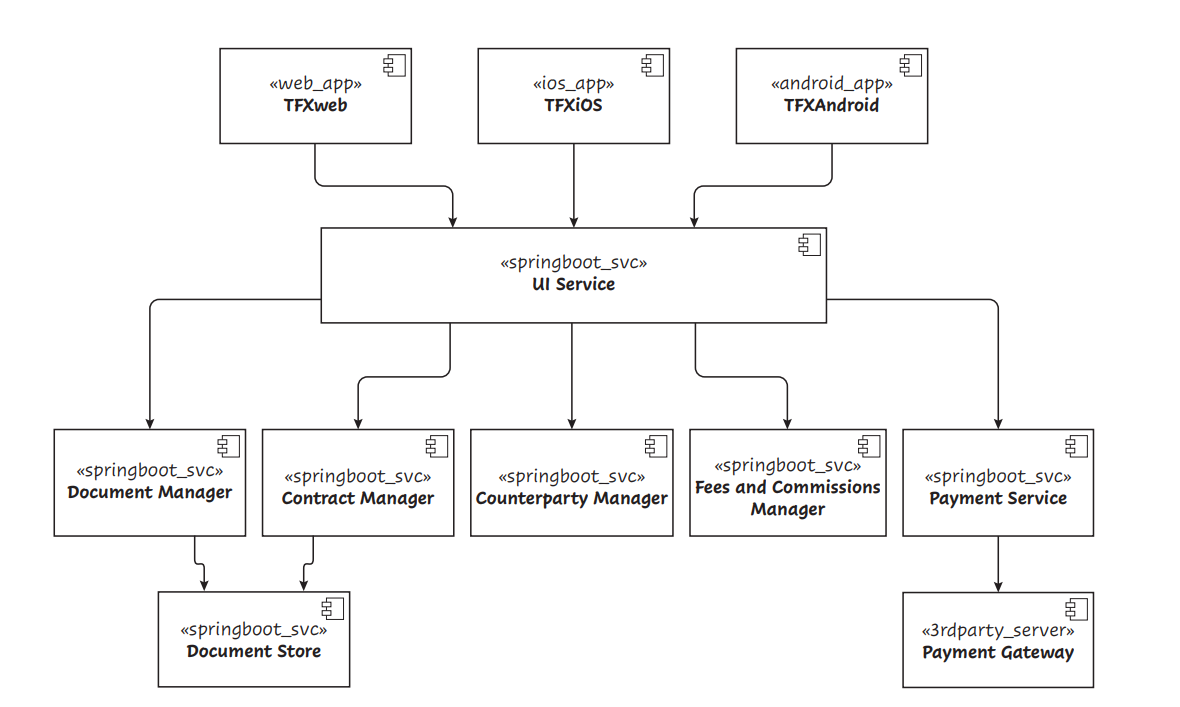 «web_app»
TFXweb
«ios_app»
TFXiOS
«android_app»
TFXAndroid
«springboot_svc»
UI Service
«springboot_svc»
Document Manager
«springboot_svc»
Contract Manager
«springboot_svc»
Counterparty Manager
«springboot_svc»
Fees and Commissions
Manager
«springboot_svc»
Payment Service
«springboot_svc»
Document Store
«3rdparty_server»
Payment Gateway